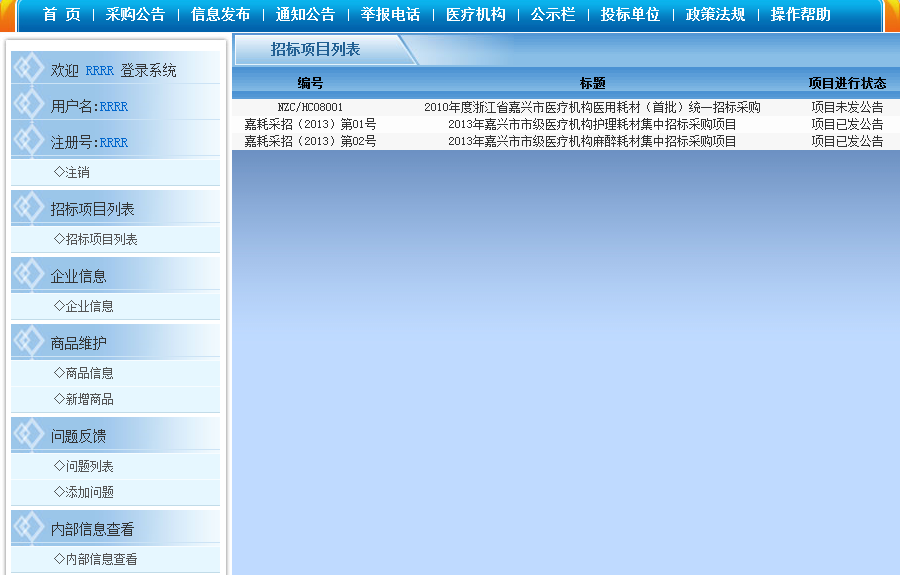 首 页 | 采购公告 | 信息发布 | 通知公告 | 举报电话 | 医疗机构 | 公示栏 | 投标单位 | 政策法规 | 操作帮助
欢迎 RRRR 登录系统
用户名:RRRR
注册号:RRRR
◇注销
招标项目列表
◇招标项目列表
企业信息
◇企业信息
商品维护
◇商品信息
◇新增商品
问题反馈
◇问题列表
◇添加问题
内部信息查看
◇内部信息查看
招标项目列表
编号 标题 项目进行状态
NZC/HC08001 2010年度浙江省嘉兴市医疗机构医用耗材（首批）统一招标采购 项目未发公告
嘉耗采招（2013）第01号 2013年嘉兴市市级医疗机构护理耗材集中招标采购项目 项目已发公告
嘉耗采招（2013）第02号 2013年嘉兴市市级医疗机构麻醉耗材集中招标采购项目 项目已发公告